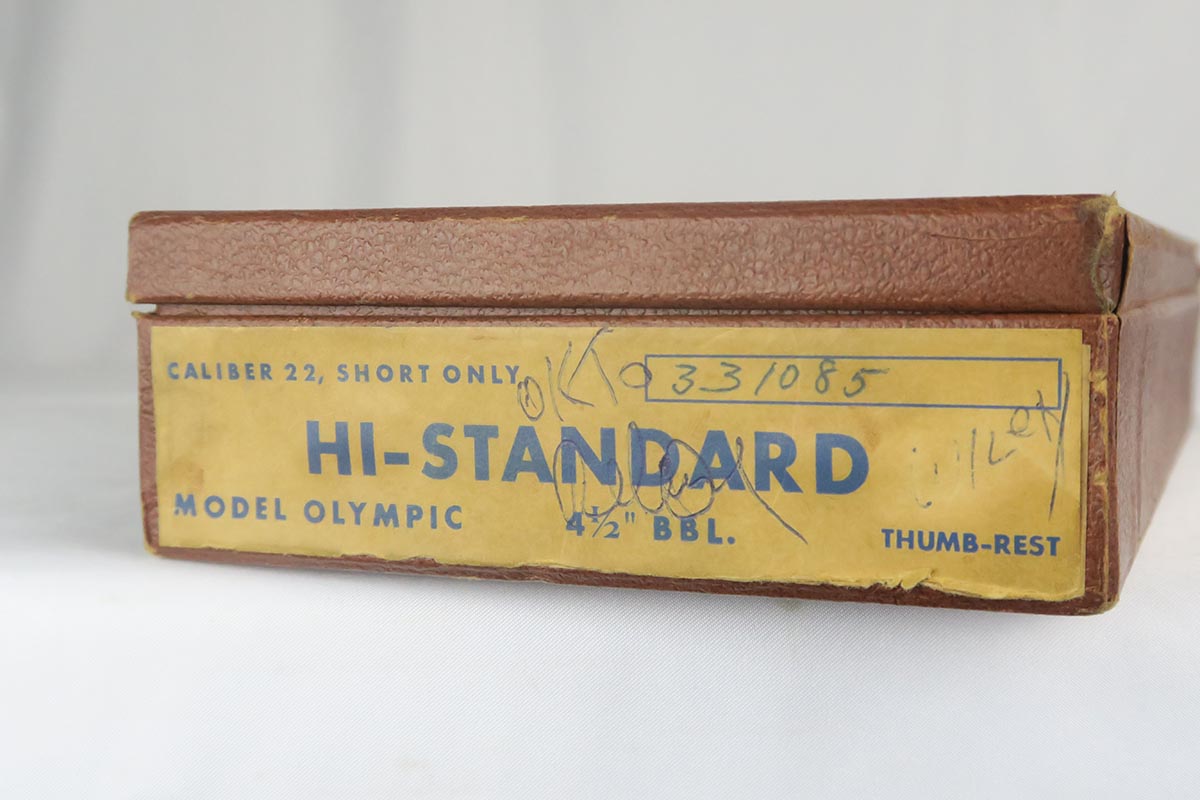 CALIBER 22, SHORT ONLY 331085
HI-STANDARD
MODEL OLYMPIC 4½" BBL. THUMB-REST